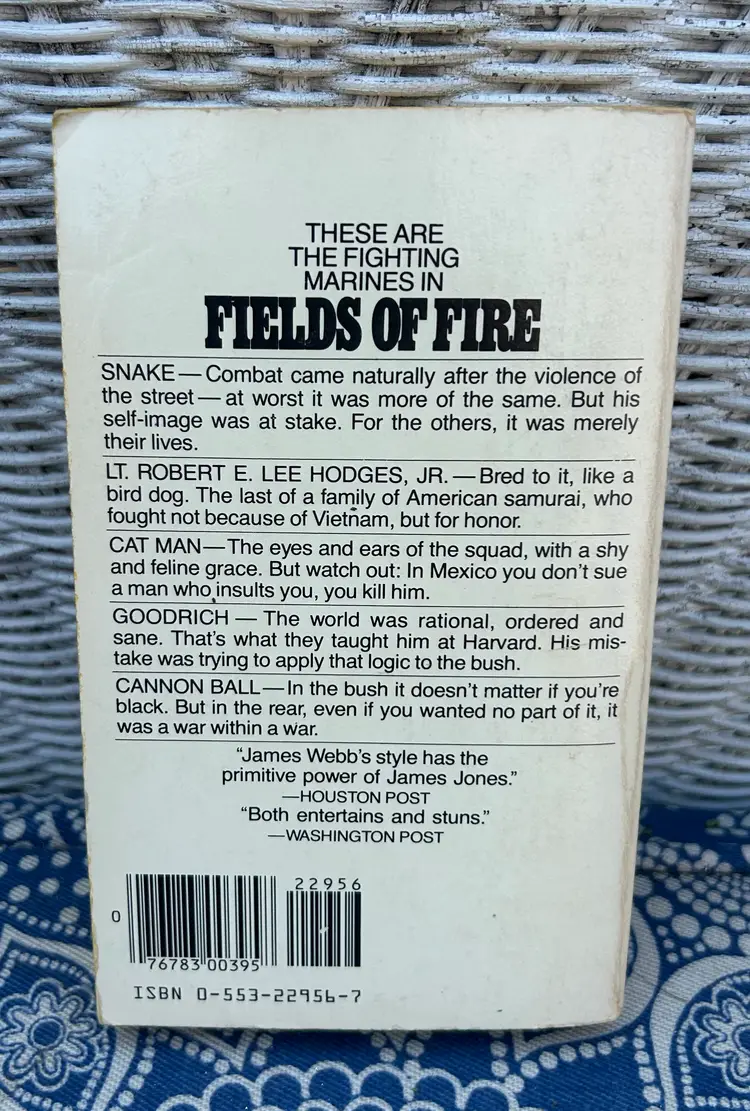 THESE ARE
THE FIGHTING
MARINES IN
FIELDS OF FIRE
SNAKE — Combat came naturally after the violence of
the street — at worst it was more of the same. But his
self-image was at stake. For the others, it was merely
their lives.
LT. ROBERT E. LEE HODGES, JR. — Bred to it, like a
bird dog. The last of a family of American samurai, who
fought not because of Vietnam, but for honor.
CAT MAN — The eyes and ears of the squad, with a shy
and feline grace. But watch out: In Mexico you don't sue
a man who insults you, you kill him.
GOODRICH — The world was rational, ordered and
sane. That's what they taught him at Harvard. His mis-
take was trying to apply that logic to the bush.
CANNON BALL — In the bush it doesn't matter if you're
black. But in the rear, even if you wanted no part of it, it
was a war within a war.
"James Webb's style has the
primitive power of James Jones."
—HOUSTON POST
"Both entertains and stuns."
—WASHINGTON POST
22956
0
76783 00395
ISBN 0-553-22956-7